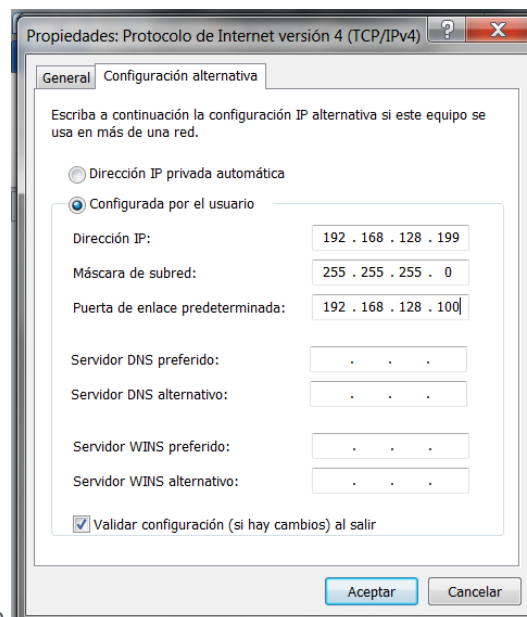 Propiedades: Protocolo de Internet versión 4 (TCP/IPv4) ? X
General Configuración alternativa
Escriba a continuación la configuración IP alternativa si este equipo se
usa en más de una red.
Dirección IP privada automática
Configurada por el usuario
Dirección IP: 192 . 168 . 128 . 199
Máscara de subred: 255 . 255 . 255 . 0
Puerta de enlace predeterminada: 192 . 168 . 128 . 100
Servidor DNS preferido: . . .
Servidor DNS alternativo: . . .
Servidor WINS preferido: . . .
Servidor WINS alternativo: . . .
Validar configuración (si hay cambios) al salir
Aceptar Cancelar